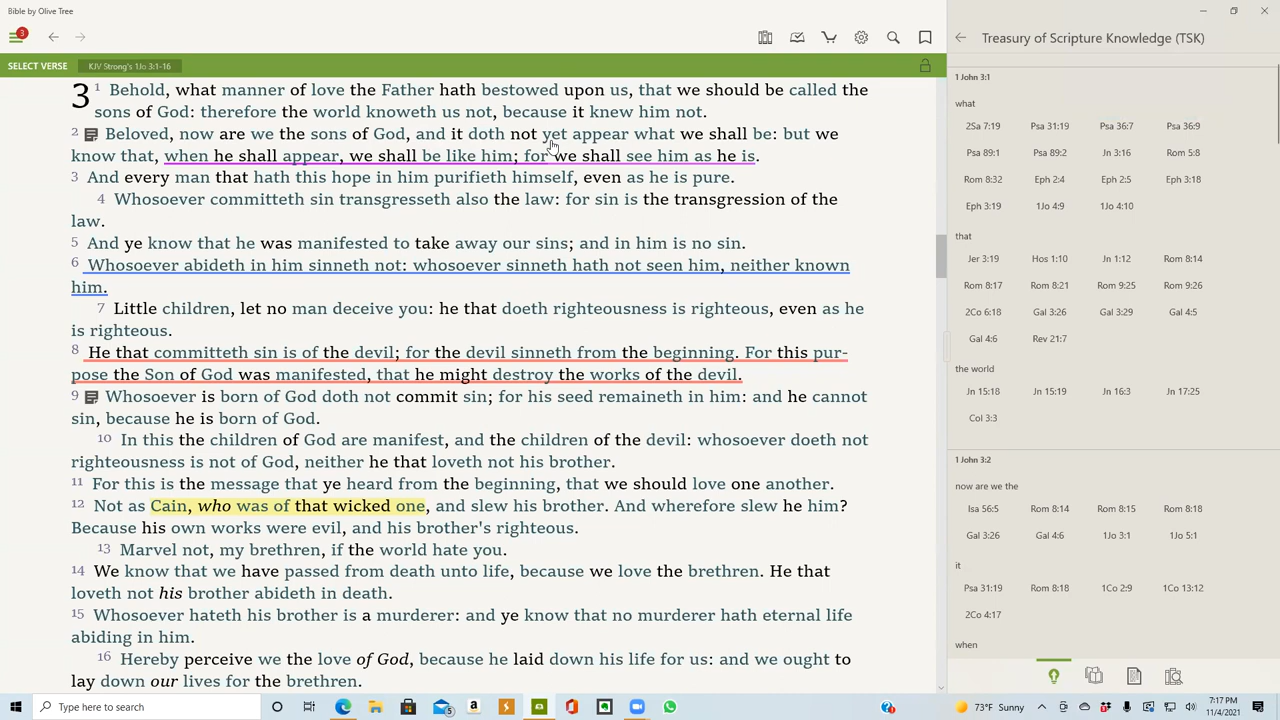 Bible by Olive Tree
3
SELECT VERSE
KJV Strong's 1Jo 3:1-16
3 1 Behold, what manner of love the Father hath bestowed upon us, that we should be called the
sons of God: therefore the world knoweth us not, because it knew him not.
2 Beloved, now are we the sons of God, and it doth not yet appear what we shall be: but we
know that, when he shall appear, we shall be like him; for we shall see him as he is.
3 And every man that hath this hope in him purifieth himself, even as he is pure.
4 Whosoever committeth sin transgresseth also the law: for sin is the transgression of the
law.
5 And ye know that he was manifested to take away our sins; and in him is no sin.
6 Whosoever abideth in him sinneth not: whosoever sinneth hath not seen him, neither known
him.
7 Little children, let no man deceive you: he that doeth righteousness is righteous, even as he
is righteous.
8 He that committeth sin is of the devil; for the devil sinneth from the beginning. For this pur-
pose the Son of God was manifested, that he might destroy the works of the devil.
9 Whosoever is born of God doth not commit sin; for his seed remaineth in him: and he cannot
sin, because he is born of God.
10 In this the children of God are manifest, and the children of the devil: whosoever doeth not
righteousness is not of God, neither he that loveth not his brother.
11 For this is the message that ye heard from the beginning, that we should love one another.
12 Not as Cain, who was of that wicked one, and slew his brother. And wherefore slew he him?
Because his own works were evil, and his brother's righteous.
13 Marvel not, my brethren, if the world hate you.
14 We know that we have passed from death unto life, because we love the brethren. He that
loveth not his brother abideth in death.
15 Whosoever hateth his brother is a murderer: and ye know that no murderer hath eternal life
abiding in him.
16 Hereby perceive we the love of God, because he laid down his life for us: and we ought to
lay down our lives for the brethren.
Treasury of Scripture Knowledge (TSK)
1 John 3:1
what
2Sa 7:19 Psa 31:19 Psa 36:7 Psa 36:9
Psa 89:1 Psa 89:2 Jn 3:16 Rom 5:8
Rom 8:32 Eph 2:4 Eph 2:5 Eph 3:18
Eph 3:19 1Jo 4:9 1Jo 4:10
that
Jer 3:19 Hos 1:10 Jn 1:12 Rom 8:14
Rom 8:17 Rom 8:21 Rom 9:25 Rom 9:26
2Co 6:18 Gal 3:26 Gal 3:29 Gal 4:5
Gal 4:6 Rev 21:7
the world
Jn 15:18 Jn 15:19 Jn 16:3 Jn 17:25
Col 3:3
1 John 3:2
now are we the
Isa 56:5 Rom 8:14 Rom 8:15 Rom 8:18
Gal 3:26 Gal 4:6 1Jo 3:1 1Jo 5:1
it
Psa 31:19 Rom 8:18 1Co 2:9 1Co 13:12
2Co 4:17
when
Type here to search
5
a
73°F Sunny
7:17 PM
11/4/2021
1